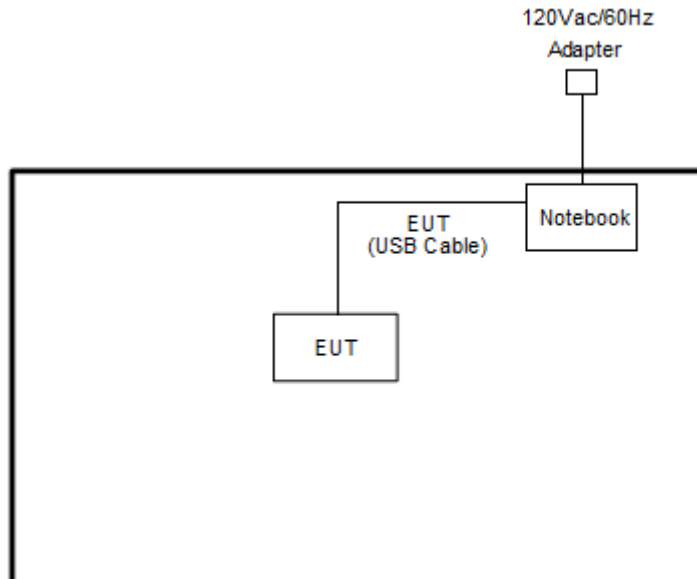 120Vac/60Hz
Adapter
Notebook
EUT
(USB Cable)
EUT